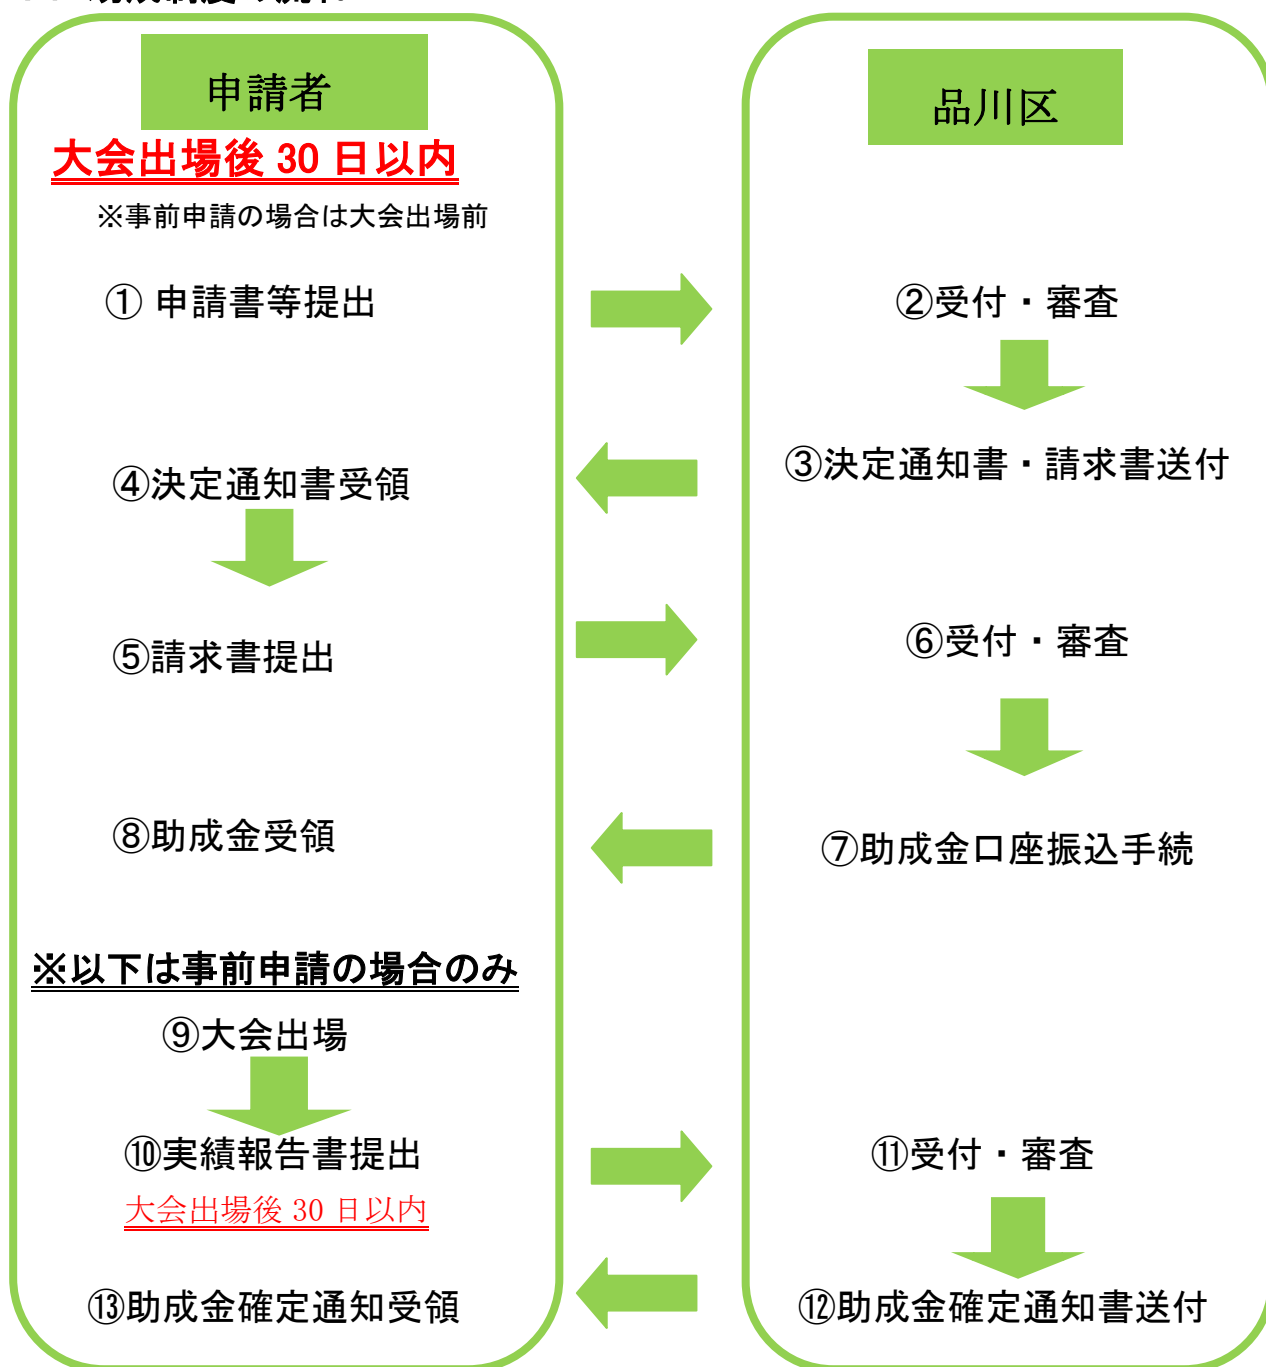 助成制度の流れ
申請者
大会出場後 30 日以内
※事前申請の場合は大会出場前
① 申請書等提出
④決定通知書受領
⑤請求書提出
⑧助成金受領
※以下は事前申請の場合のみ
⑨大会出場
⑩実績報告書提出
大会出場後 30 日以内
⑬助成金確定通知受領
品川区
②受付・審査
③決定通知書・請求書送付
⑥受付・審査
⑦助成金口座振込手続
⑪受付・審査
⑫助成金確定通知書送付